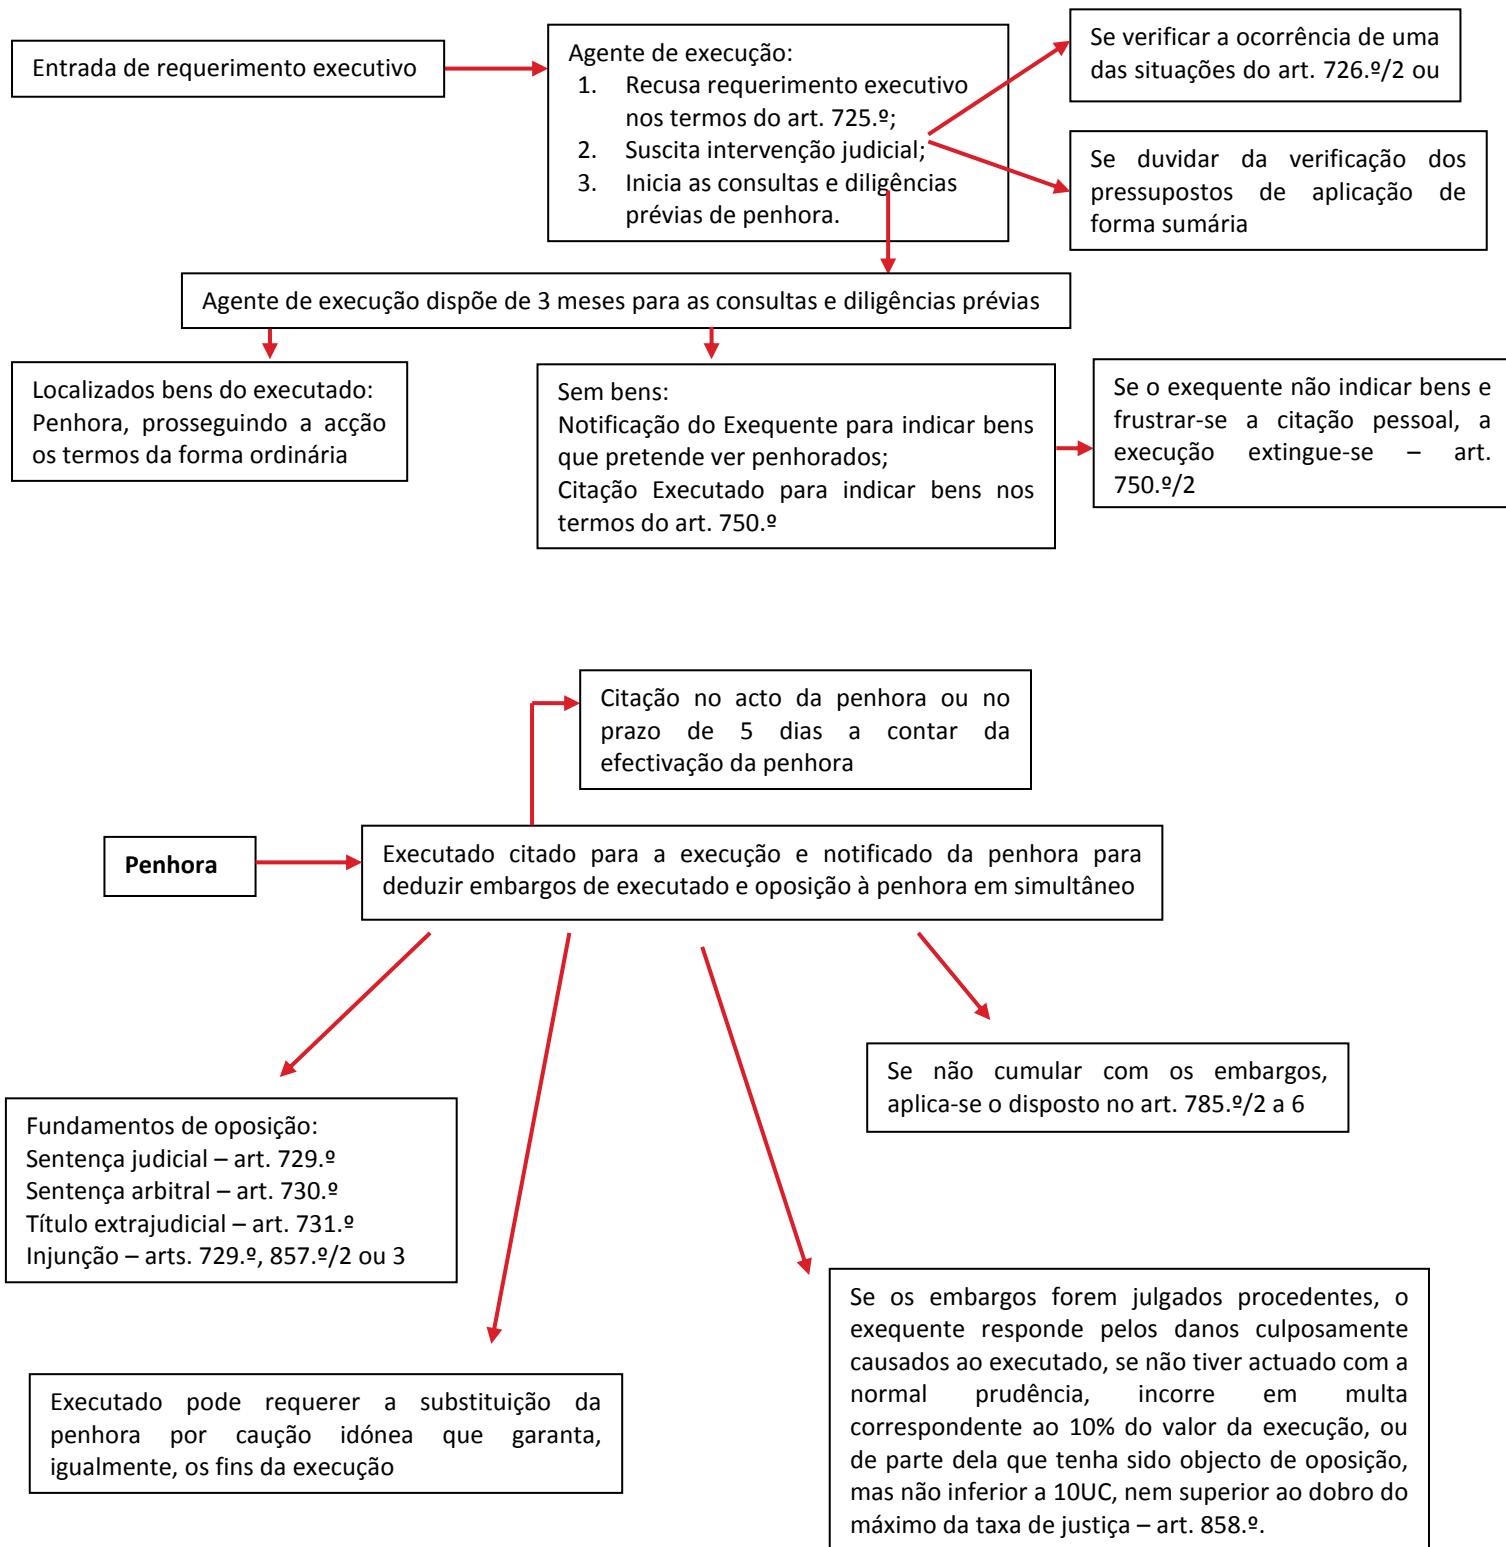 Entrada de requerimento executivo
Agente de execução:
1. Recusa requerimento executivo
nos termos do art. 725.º;
2. Suscita intervenção judicial;
3. Inicia as consultas e diligências
prévias de penhora.
Se verificar a ocorrência de uma
das situações do art. 726.º/2 ou
Se duvidar da verificação dos
pressupostos de aplicação de
forma sumária
Agente de execução dispõe de 3 meses para as consultas e diligências prévias
Localizados bens do executado:
Penhora, prosseguindo a acção
os termos da forma ordinária
Sem bens:
Notificação do Exequente para indicar bens
que pretende ver penhorados;
Citação Executado para indicar bens nos
termos do art. 750.º
Se o exequente não indicar bens e
frustrar-se a citação pessoal, a
execução extingue-se – art.
750.º/2
Citação no acto da penhora ou no
prazo de 5 dias a contar da
efectivação da penhora
Penhora
Executado citado para a execução e notificado da penhora para
deduzir embargos de executado e oposição à penhora em simultâneo
Se não cumular com os embargos,
aplica-se o disposto no art. 785.º/2 a 6
Fundamentos de oposição:
Sentença judicial – art. 729.º
Sentença arbitral – art. 730.º
Título extrajudicial – art. 731.º
Injunção – arts. 729.º, 857.º/2 ou 3
Executado pode requerer a substituição da
penhora por caução idónea que garanta,
igualmente, os fins da execução
Se os embargos forem julgados procedentes, o
exequente responde pelos danos culposamente
causados ao executado, se não tiver actuado com a
normal prudência, incorre em multa
correspondente ao 10% do valor da execução, ou
de parte dela que tenha sido objecto de oposição,
mas não inferior a 10UC, nem superior ao dobro do
máximo da taxa de justiça – art. 858.º.